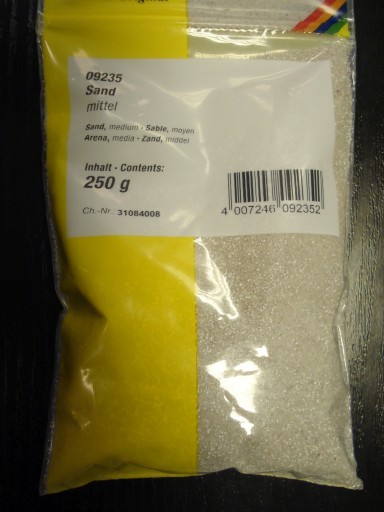 09235
Sand
mittel
Sand, medium - Sable, moyen
Arena, media - Zand, middel
Inhalt - Contents:
250 g
Ch.-Nr. 31084008
4 007246 092352